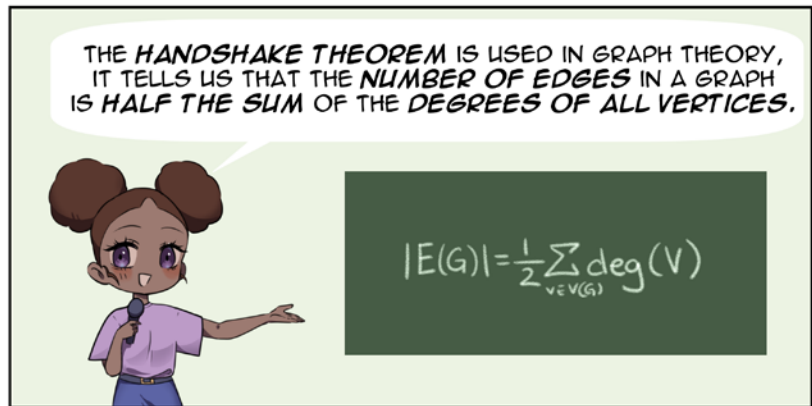 THE HANDSHAKE THEOREM IS USED IN GRAPH THEORY,
IT TELLS US THAT THE NUMBER OF EDGES IN A GRAPH
IS HALF THE SUM OF THE DEGREES OF ALL VERTICES.
|E(G)| = 1/2 ∑ v∈V(G) deg(V)